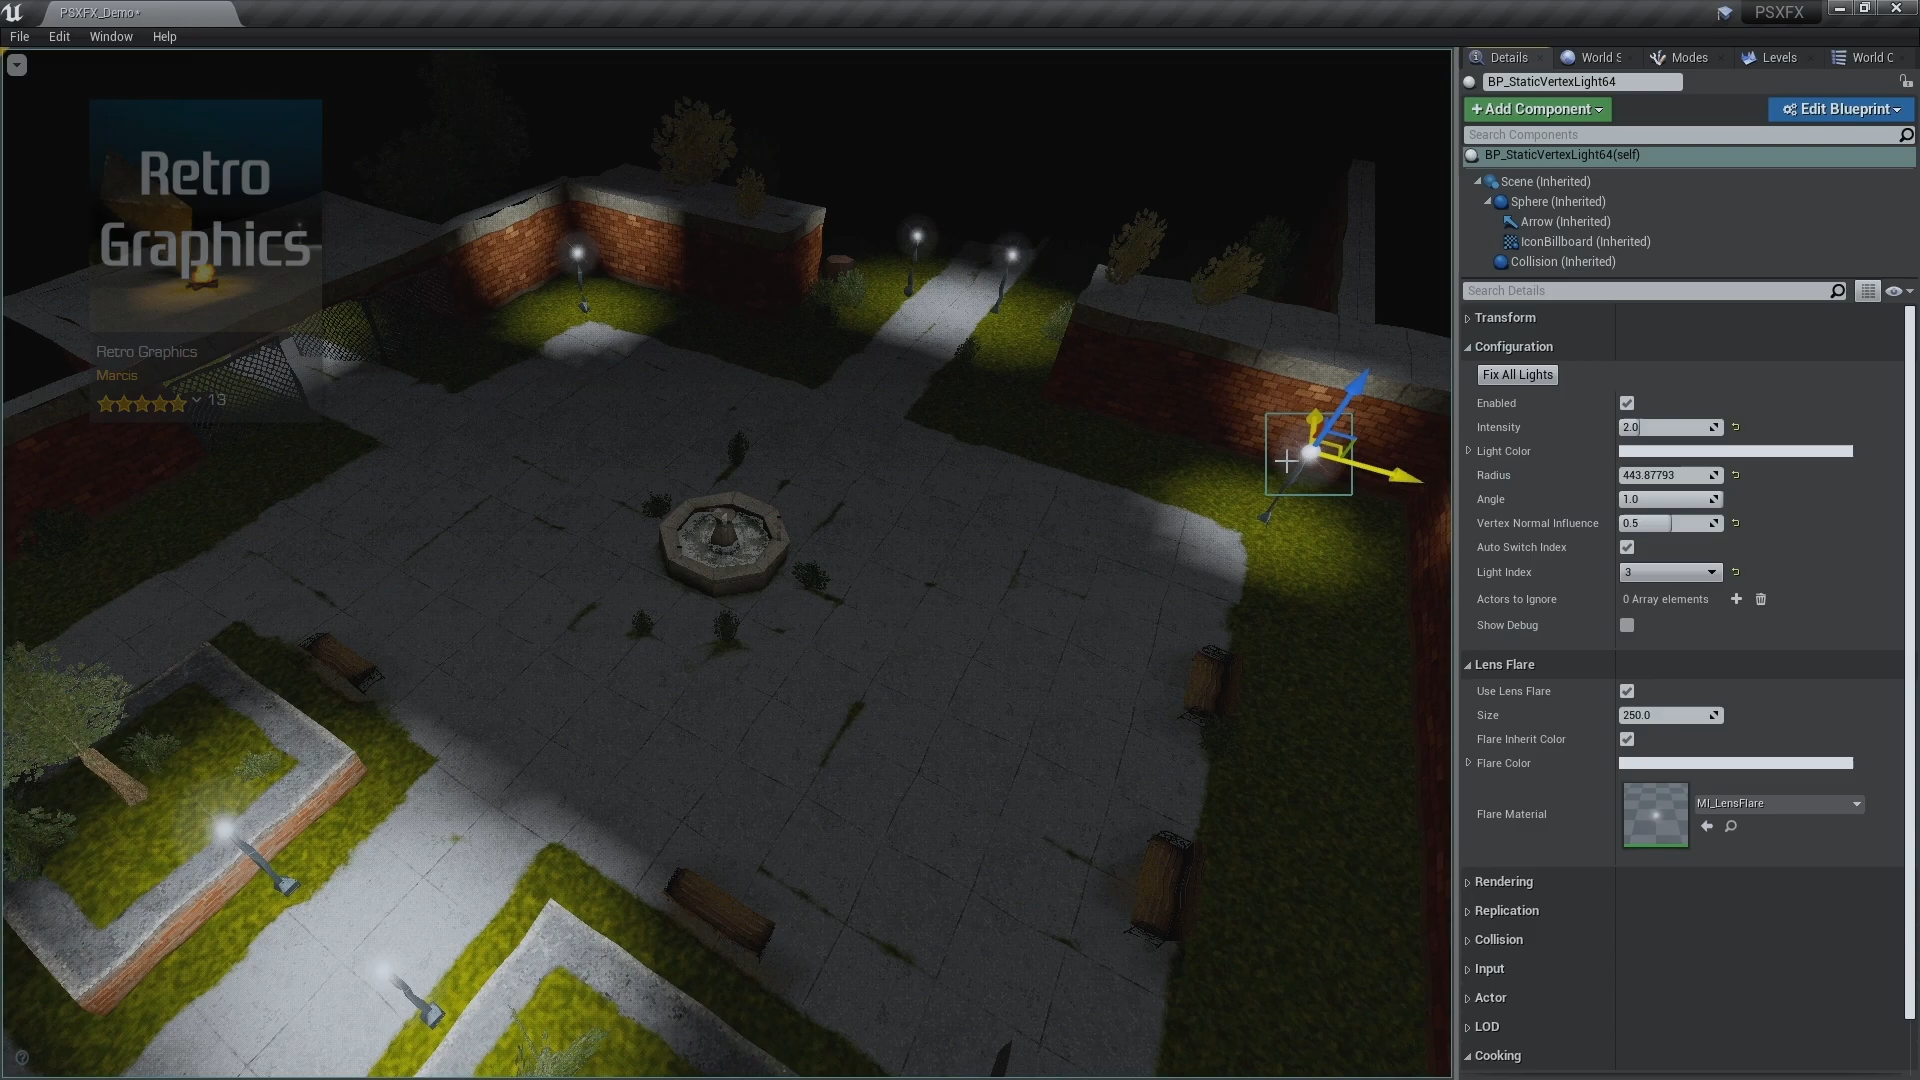 PSXFX_Demo*
PSXFX
File Edit Window Help
Retro
Graphics
Retro Graphics
Marcis
13
Details
World S
Modes
Levels
World C
BP_StaticVertexLight64
+ Add Component
Edit Blueprint
Search Components
BP_StaticVertexLight64(self)
Scene (Inherited)
Sphere (Inherited)
Arrow (Inherited)
IconBillboard (Inherited)
Collision (Inherited)
Search Details
Transform
Configuration
Fix All Lights
Enabled
Intensity 2.0
Light Color
Radius 443.87793
Angle 1.0
Vertex Normal Influence 0.5
Auto Switch Index
Light Index 3
Actors to Ignore 0 Array elements
Show Debug
Lens Flare
Use Lens Flare
Size 250.0
Flare Inherit Color
Flare Color
Flare Material MI_LensFlare
Rendering
Replication
Collision
Input
Actor
LOD
Cooking